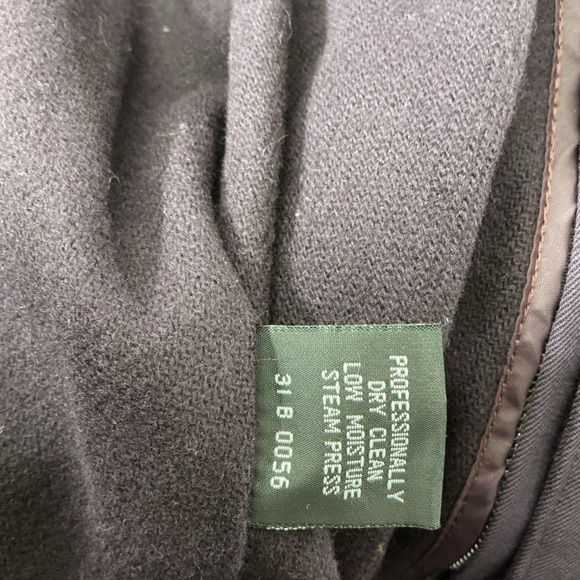 PROFESSIONALLY
DRY CLEAN
LOW MOISTURE
STEAM PRESS
31 8 0056